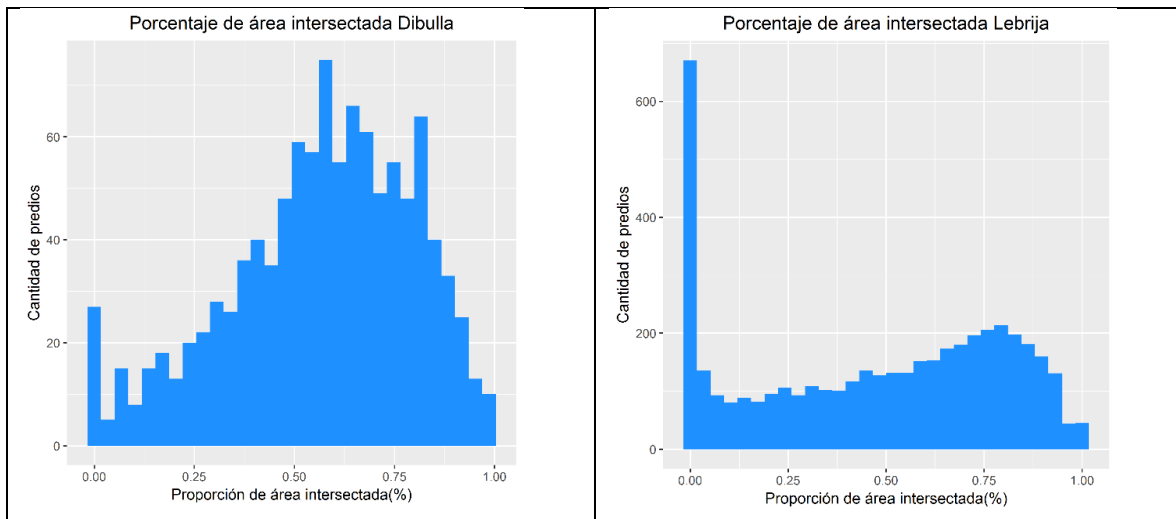 Porcentaje de área intersectada Dibulla
Cantidad de predios
60
40
20
0
0.00 0.25 0.50 0.75 1.00
Proporción de área intersectada(%)
Porcentaje de área intersectada Lebrija
Cantidad de predios
600
400
200
0
0.00 0.25 0.50 0.75 1.00
Proporción de área intersectada(%)